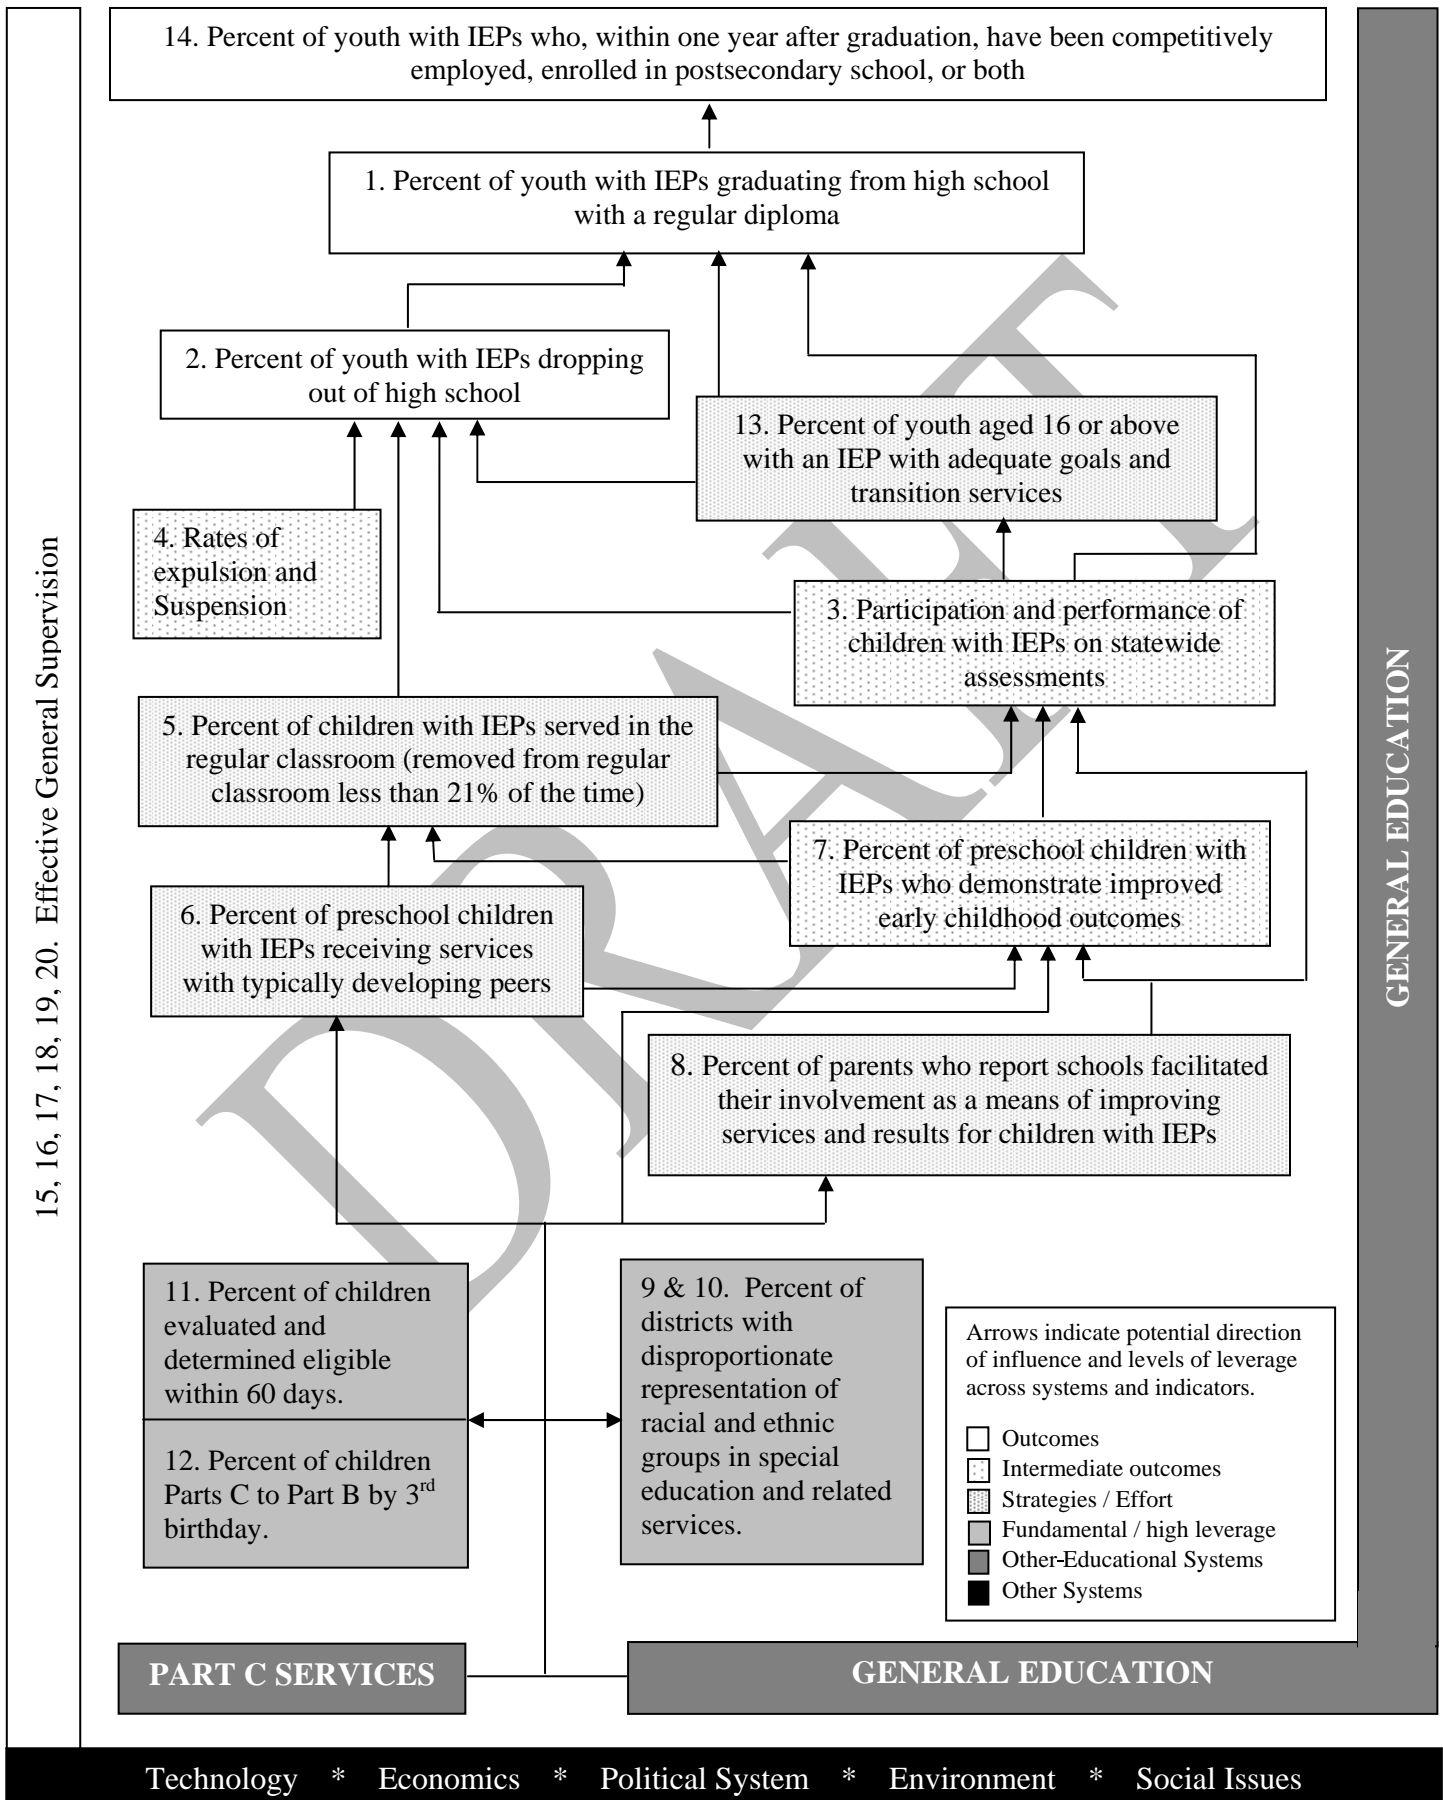 14. Percent of youth with IEPs who, within one year after graduation, have been competitively
employed, enrolled in postsecondary school, or both
1. Percent of youth with IEPs graduating from high school
with a regular diploma
2. Percent of youth with IEPs dropping
out of high school
13. Percent of youth aged 16 or above
with an IEP with adequate goals and
transition services
4. Rates of
expulsion and
Suspension
3. Participation and performance of
children with IEPs on statewide
assessments
5. Percent of children with IEPs served in the
regular classroom (removed from regular
classroom less than 21% of the time)
7. Percent of preschool children with
IEPs who demonstrate improved
early childhood outcomes
6. Percent of preschool children
with IEPs receiving services
with typically developing peers
8. Percent of parents who report schools facilitated
their involvement as a means of improving
services and results for children with IEPs
11. Percent of children
evaluated and
determined eligible
within 60 days.
12. Percent of children
Parts C to Part B by 3rd
birthday.
9 & 10. Percent of
districts with
disproportionate
representation of
racial and ethnic
groups in special
education and related
services.
Arrows indicate potential direction
of influence and levels of leverage
across systems and indicators.
Outcomes
Intermediate outcomes
Strategies / Effort
Fundamental / high leverage
Other-Educational Systems
Other Systems
PART C SERVICES
GENERAL EDUCATION
Technology * Economics * Political System * Environment * Social Issues
15, 16, 17, 18, 19, 20. Effective General Supervision
GENERAL EDUCATION
DRAFT